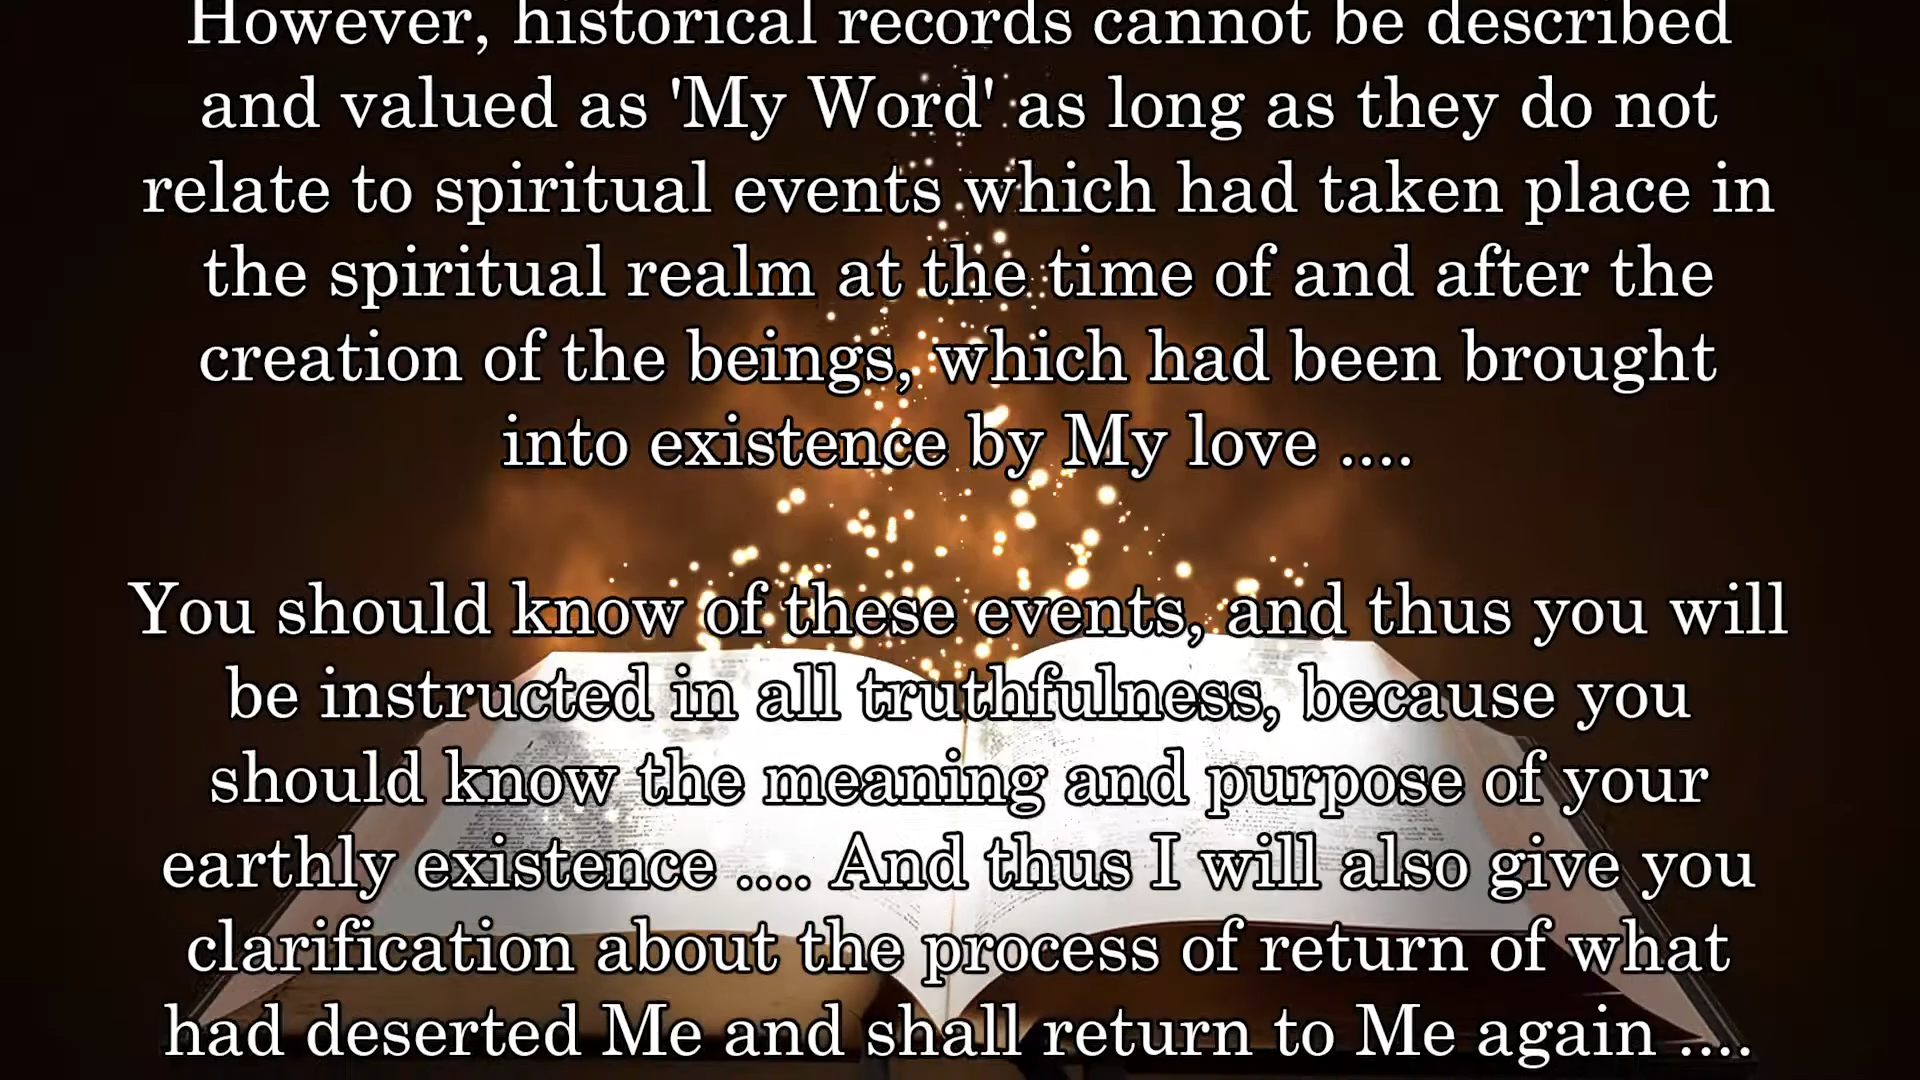 However, historical records cannot be described
and valued as 'My Word' as long as they do not
relate to spiritual events which had taken place in
the spiritual realm at the time of and after the
creation of the beings, which had been brought
into existence by My love ....
You should know of these events, and thus you will
be instructed in all truthfulness, because you
should know the meaning and purpose of your
earthly existence .... And thus I will also give you
clarification about the process of return of what
had deserted Me and shall return to Me again ....